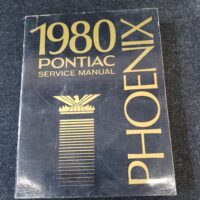 1980
PONTIAC
SERVICE MANUAL
PHOENIX